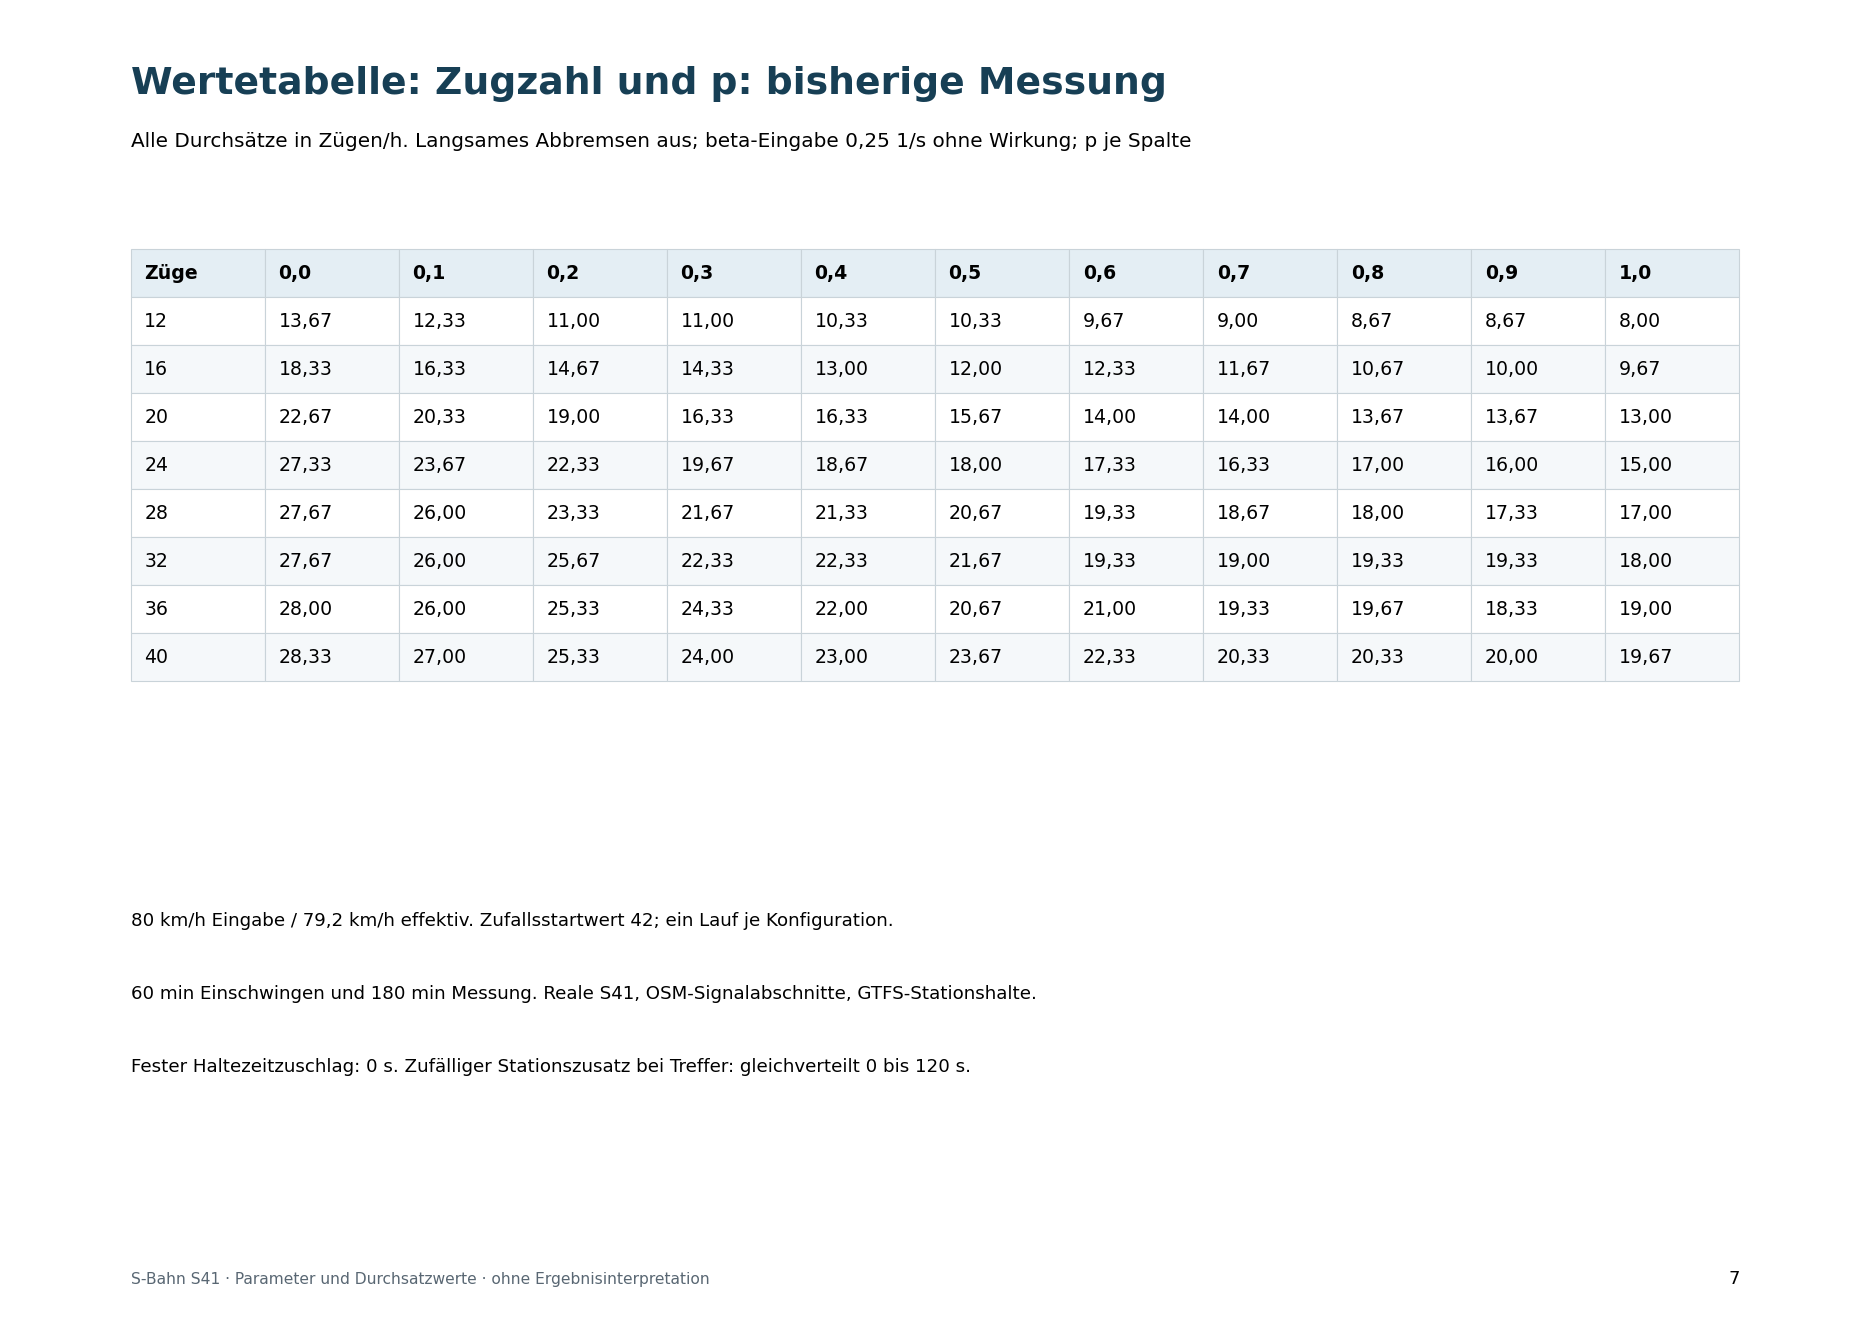 Wertetabelle: Zugzahl und p: bisherige Messung
Alle Durchsätze in Zügen/h. Langsames Abbremsen aus; beta-Eingabe 0,25 1/s ohne Wirkung; p je Spalte
Züge 0,0 0,1 0,2 0,3 0,4 0,5 0,6 0,7 0,8 0,9 1,0
12 13,67 12,33 11,00 11,00 10,33 10,33 9,67 9,00 8,67 8,67 8,00
16 18,33 16,33 14,67 14,33 13,00 12,00 12,33 11,67 10,67 10,00 9,67
20 22,67 20,33 19,00 16,33 16,33 15,67 14,00 14,00 13,67 13,67 13,00
24 27,33 23,67 22,33 19,67 18,67 18,00 17,33 16,33 17,00 16,00 15,00
28 27,67 26,00 23,33 21,67 21,33 20,67 19,33 18,67 18,00 17,33 17,00
32 27,67 26,00 25,67 22,33 22,33 21,67 19,33 19,00 19,33 19,33 18,00
36 28,00 26,00 25,33 24,33 22,00 20,67 21,00 19,33 19,67 18,33 19,00
40 28,33 27,00 25,33 24,00 23,00 23,67 22,33 20,33 20,33 20,00 19,67
80 km/h Eingabe / 79,2 km/h effektiv. Zufallsstartwert 42; ein Lauf je Konfiguration.
60 min Einschwingen und 180 min Messung. Reale S41, OSM-Signalabschnitte, GTFS-Stationshalte.
Fester Haltezeitzuschlag: 0 s. Zufälliger Stationszusatz bei Treffer: gleichverteilt 0 bis 120 s.
S-Bahn S41 · Parameter und Durchsatzwerte · ohne Ergebnisinterpretation 7